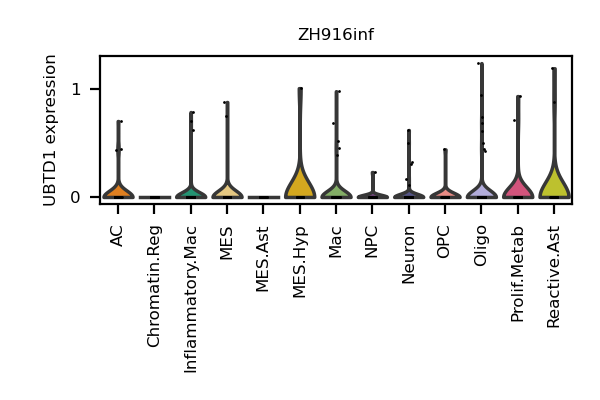 ZH916inf
UBTD1 expression
1
0
AC
Chromatin.Reg
Inflammatory.Mac
MES
MES.Ast
MES.Hyp
Mac
NPC
Neuron
OPC
Oligo
Prolif.Metab
Reactive.Ast